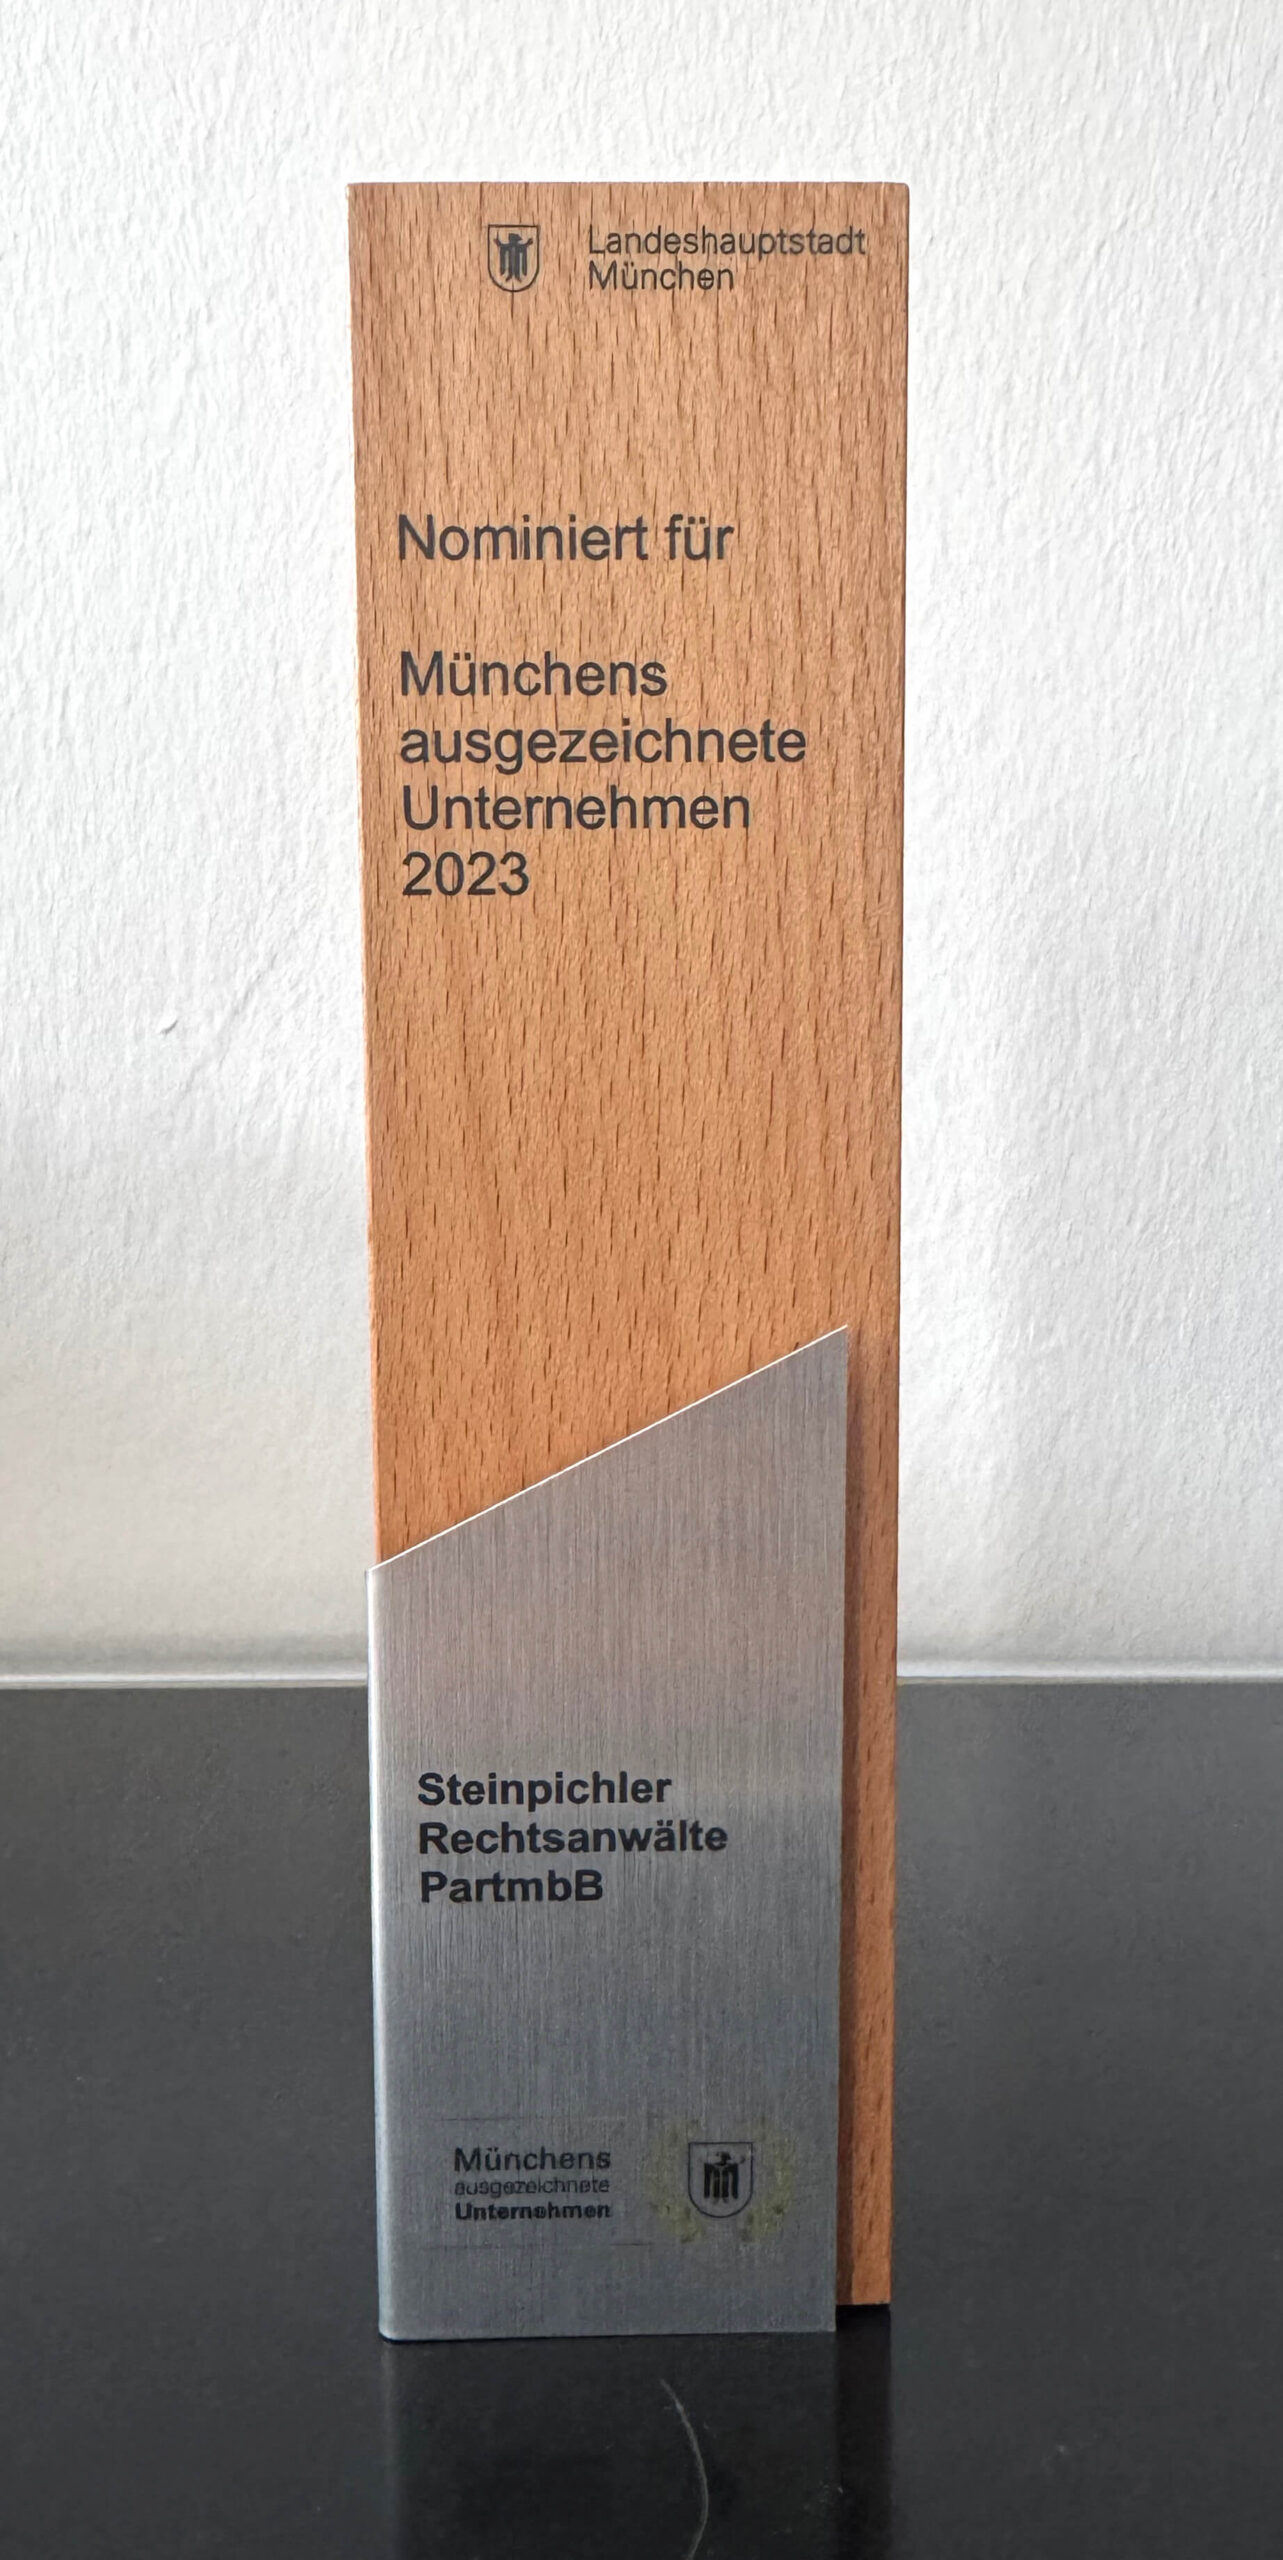 Landeshauptstadt
München
Nominiert für
Münchens
ausgezeichnete
Unternehmen
2023
Steinpichler
Rechtsanwälte
PartmbB
Münchens
ausgezeichnete
Unternehmen